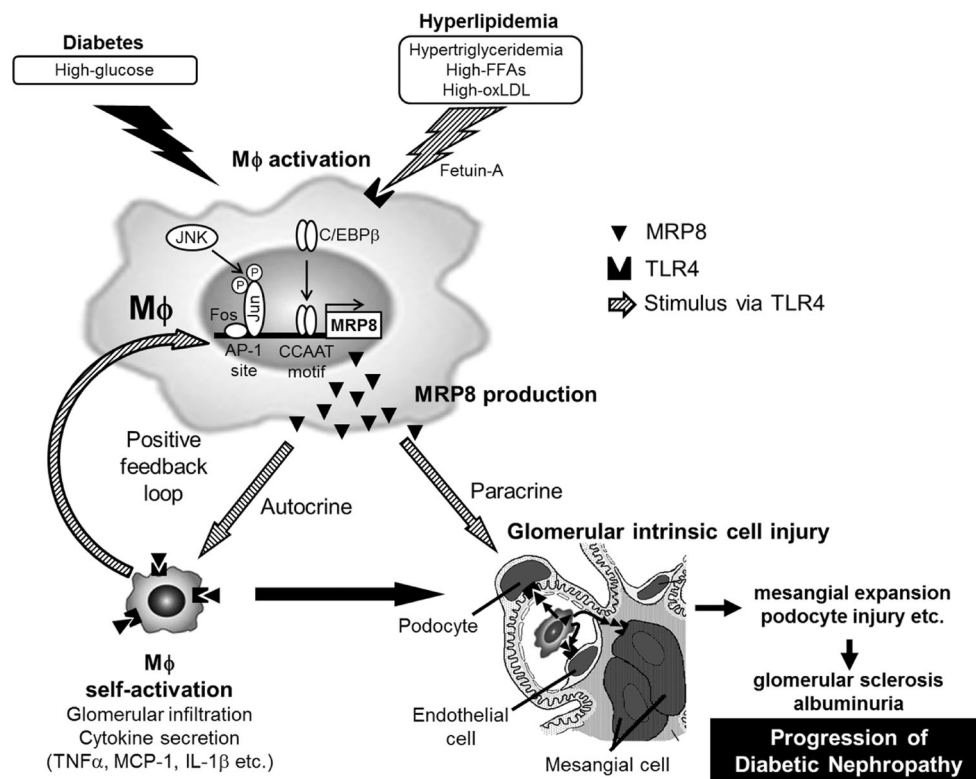 Diabetes
High-glucose
Hyperlipidemia
Hypertriglyceridemia
High-FFAs
High-oxLDL
Mϕ activation
Fetuin-A
JNK
C/EBPβ
P
P
Jun
Mϕ
Fos
MRP8
AP-1
site
CCAAT
motif
MRP8
TLR4
Stimulus via TLR4
MRP8 production
Positive
feedback
loop
Autocrine
Paracrine
Glomerular intrinsic cell injury
Podocyte
Endothelial
cell
Mesangial cell
mesangial expansion
podocyte injury etc.
glomerular sclerosis
albuminuria
Progression of
Diabetic Nephropathy
Mϕ
self-activation
Glomerular infiltration
Cytokine secretion
(TNFα, MCP-1, IL-1β etc.)